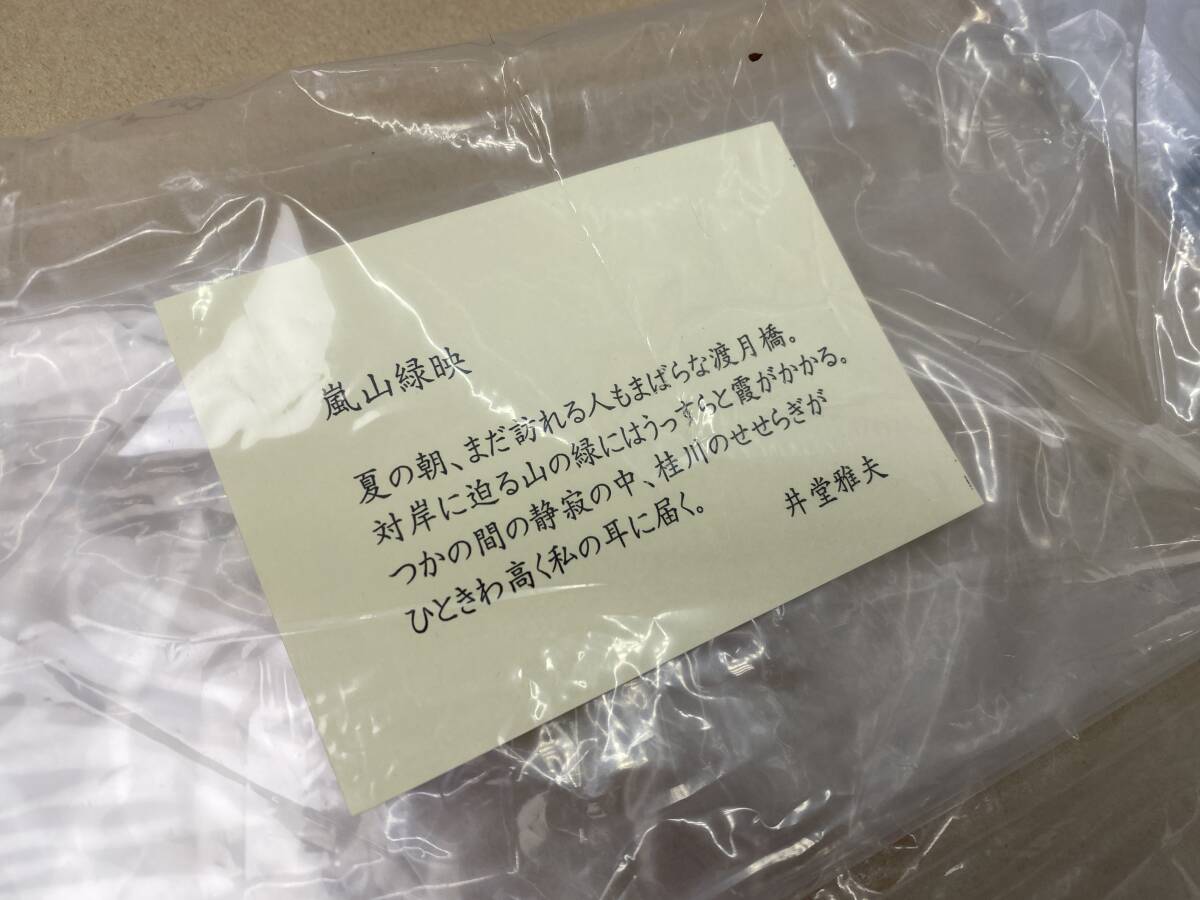 嵐山緑映
夏の朝、まだ訪れる人もまばらな渡月橋。
対岸に迫る山の緑にはうっすらと霞がかかる。
つかの間の静寂の中、桂川のせせらぎが
ひときわ高く私の耳に届く。
井堂雅夫